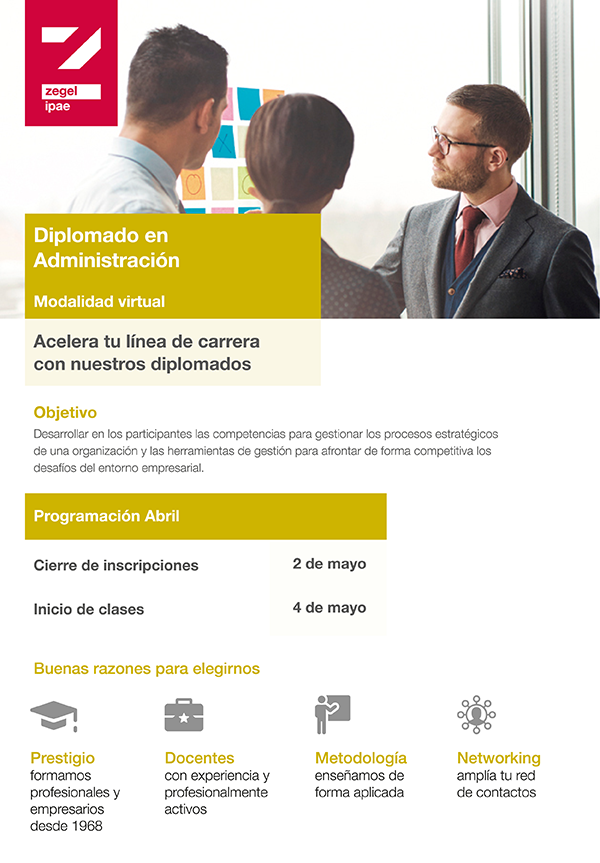 zegel
ipae
Diplomado en
Administración
Modalidad virtual
Acelera tu línea de carrera
con nuestros diplomados
Objetivo
Desarrollar en los participantes las competencias para gestionar los procesos estratégicos
de una organización y las herramientas de gestión para afrontar de forma competitiva los
desafíos del entorno empresarial.
Programación Abril
Cierre de inscripciones 2 de mayo
Inicio de clases 4 de mayo
Buenas razones para elegirnos
Prestigio
formamos
profesionales y
empresarios
desde 1968
Docentes
con experiencia y
profesionalmente
activos
Metodología
enseñamos de
forma aplicada
Networking
amplía tu red
de contactos